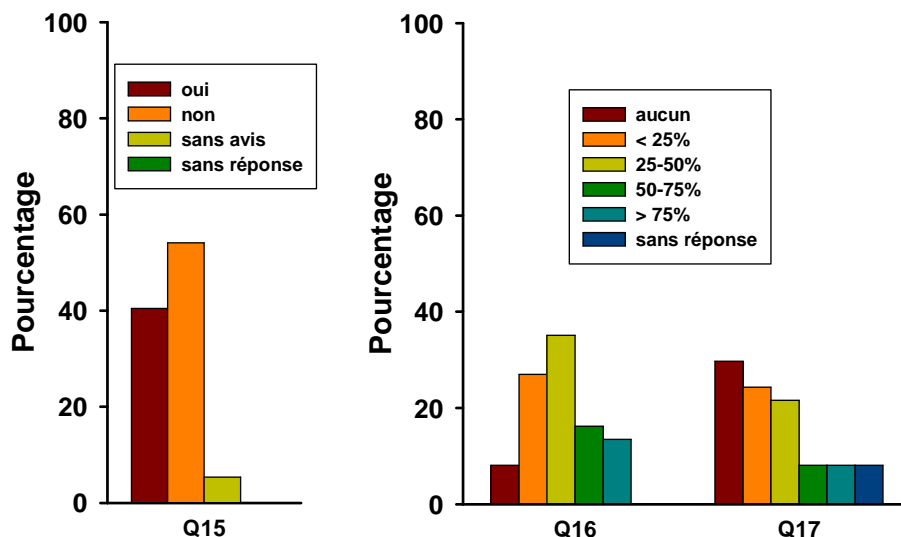 100
80
60
40
20
0
Pourcentage
oui
non
sans avis
sans réponse
Q15
100
80
60
40
20
0
Pourcentage
aucun
< 25%
25-50%
50-75%
> 75%
sans réponse
Q16
Q17